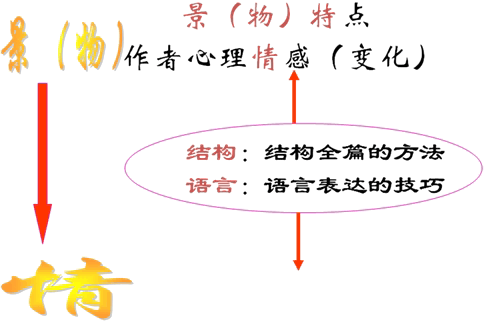 景（物）特点
景（物）
作者心理情感（变化）
结构：结构全篇的方法
语言：语言表达的技巧
情